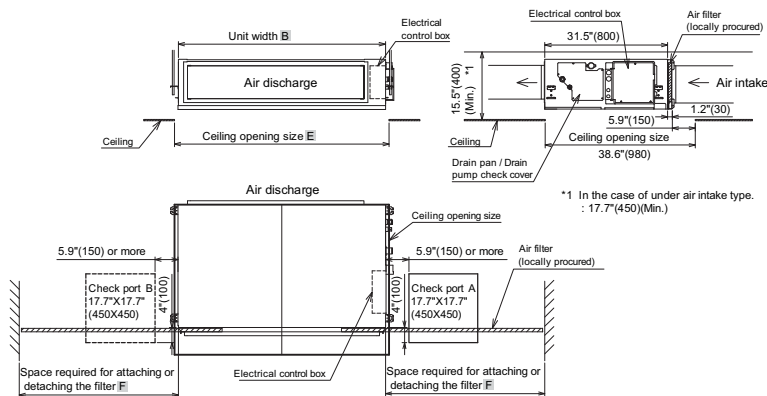 Unit width B
Electrical
control box
Air discharge
Ceiling
Ceiling opening size E
Electrical control box
Air filter
(locally procured)
31.5"(800)
15.5"(400)
(Min.) *1
Air intake
1.2"(30)
5.9"(150)
Ceiling
Ceiling opening size
38.6"(980)
Drain pan / Drain
pump check cover
*1 In the case of under air intake type.
: 17.7"(450)(Min.)
Air discharge
Ceiling opening size
5.9"(150) or more
5.9"(150) or more
Air filter
(locally procured)
Check port B
17.7"X17.7"
(450X450)
4"(100)
4"(100)
Check port A
17.7"X17.7"
(450X450)
Space required for attaching or
detaching the filter F
Electrical control box
Space required for attaching or
detaching the filter F